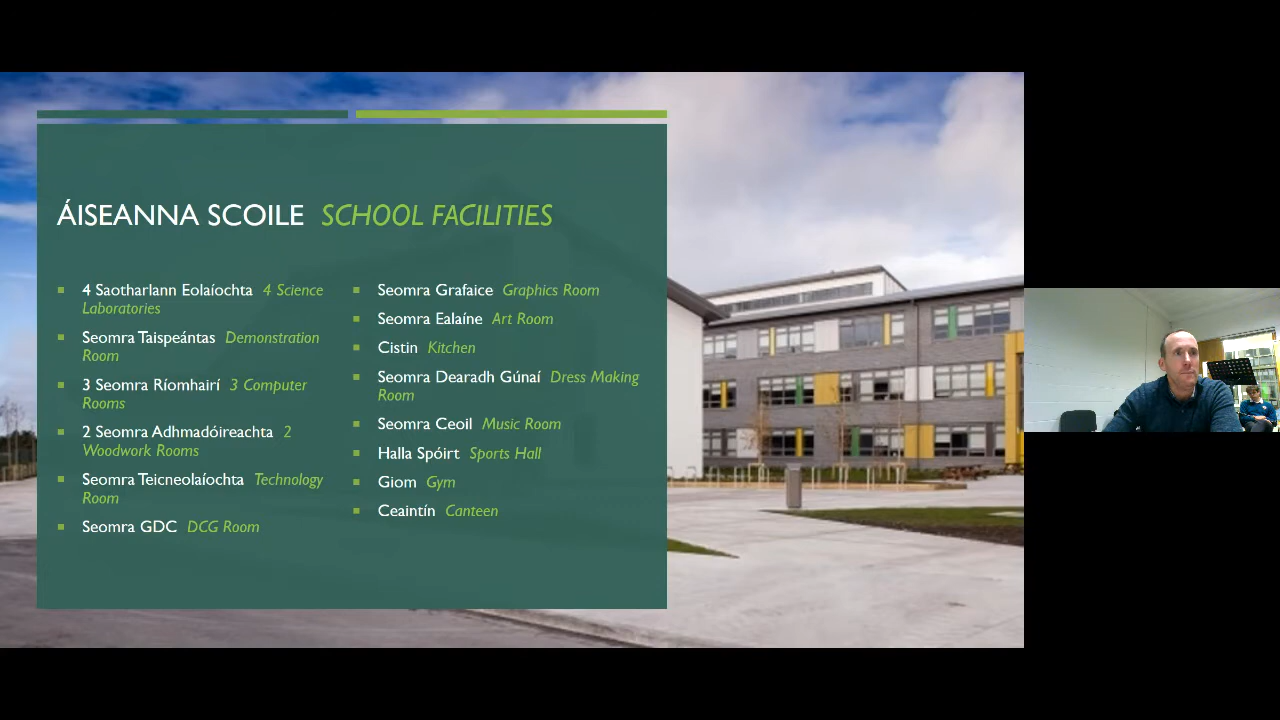 ÁISEANNA SCOILE SCHOOL FACILITIES
4 Saotharlann Eolaíochta 4 Science
Laboratories
Seomra Taispeántas Demonstration
Room
3 Seomra Ríomhairí 3 Computer
Rooms
2 Seomra Adhmadóireachta 2
Woodwork Rooms
Seomra Teicneolaíochta Technology
Room
Seomra GDC DCG Room
Seomra Grafaice Graphics Room
Seomra Ealaíne Art Room
Cistin Kitchen
Seomra Dearadh Gúnaí Dress Making
Room
Seomra Ceoil Music Room
Halla Spóirt Sports Hall
Giom Gym
Ceaintín Canteen